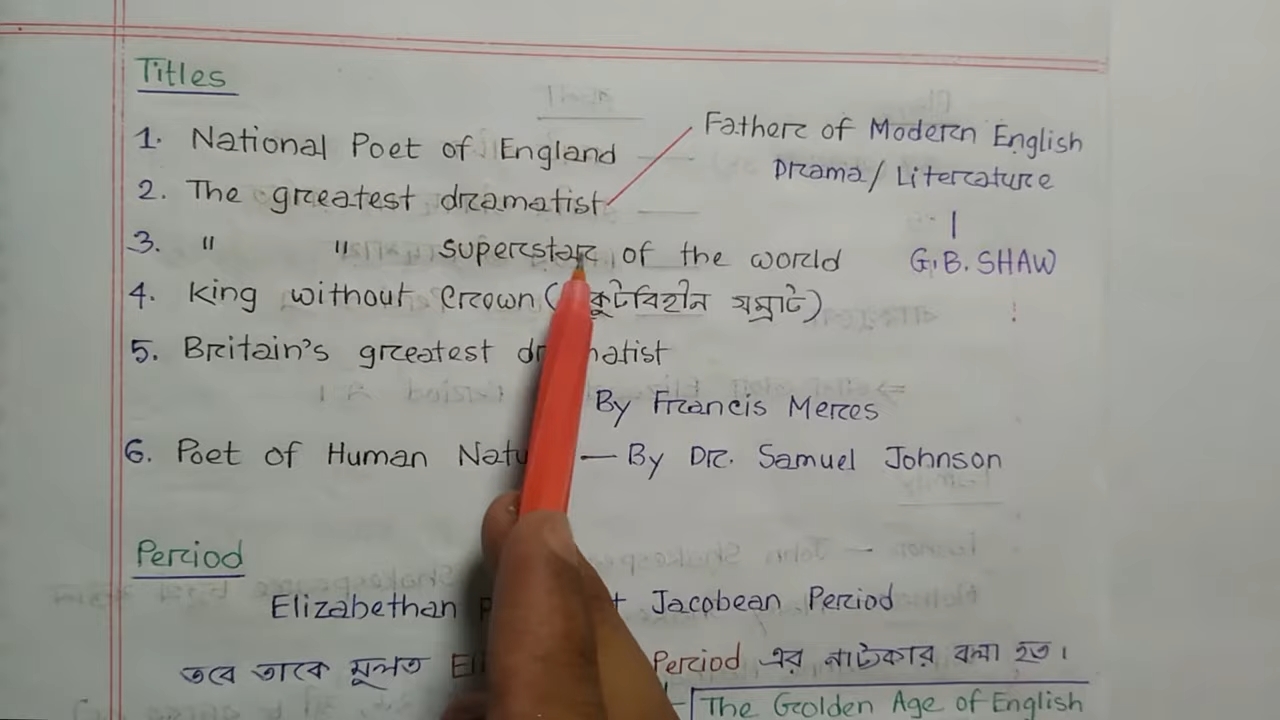 Titles
1. National Poet of England
Father of Modern English
Drama / Literature
G.B. SHAW
2. The greatest dramatist
3. " " superstar of the world
4. King without Crown ( কুটবিহীন সম্রাট)
5. Britain's greatest
By Francis Meres
6. Poet of Human — By Dr. Samuel Johnson
Period
Elizabethan Jacobean Period
তবে তাকে মূলত Period এর নাট্যকার বলা হত।
The Golden Age of English